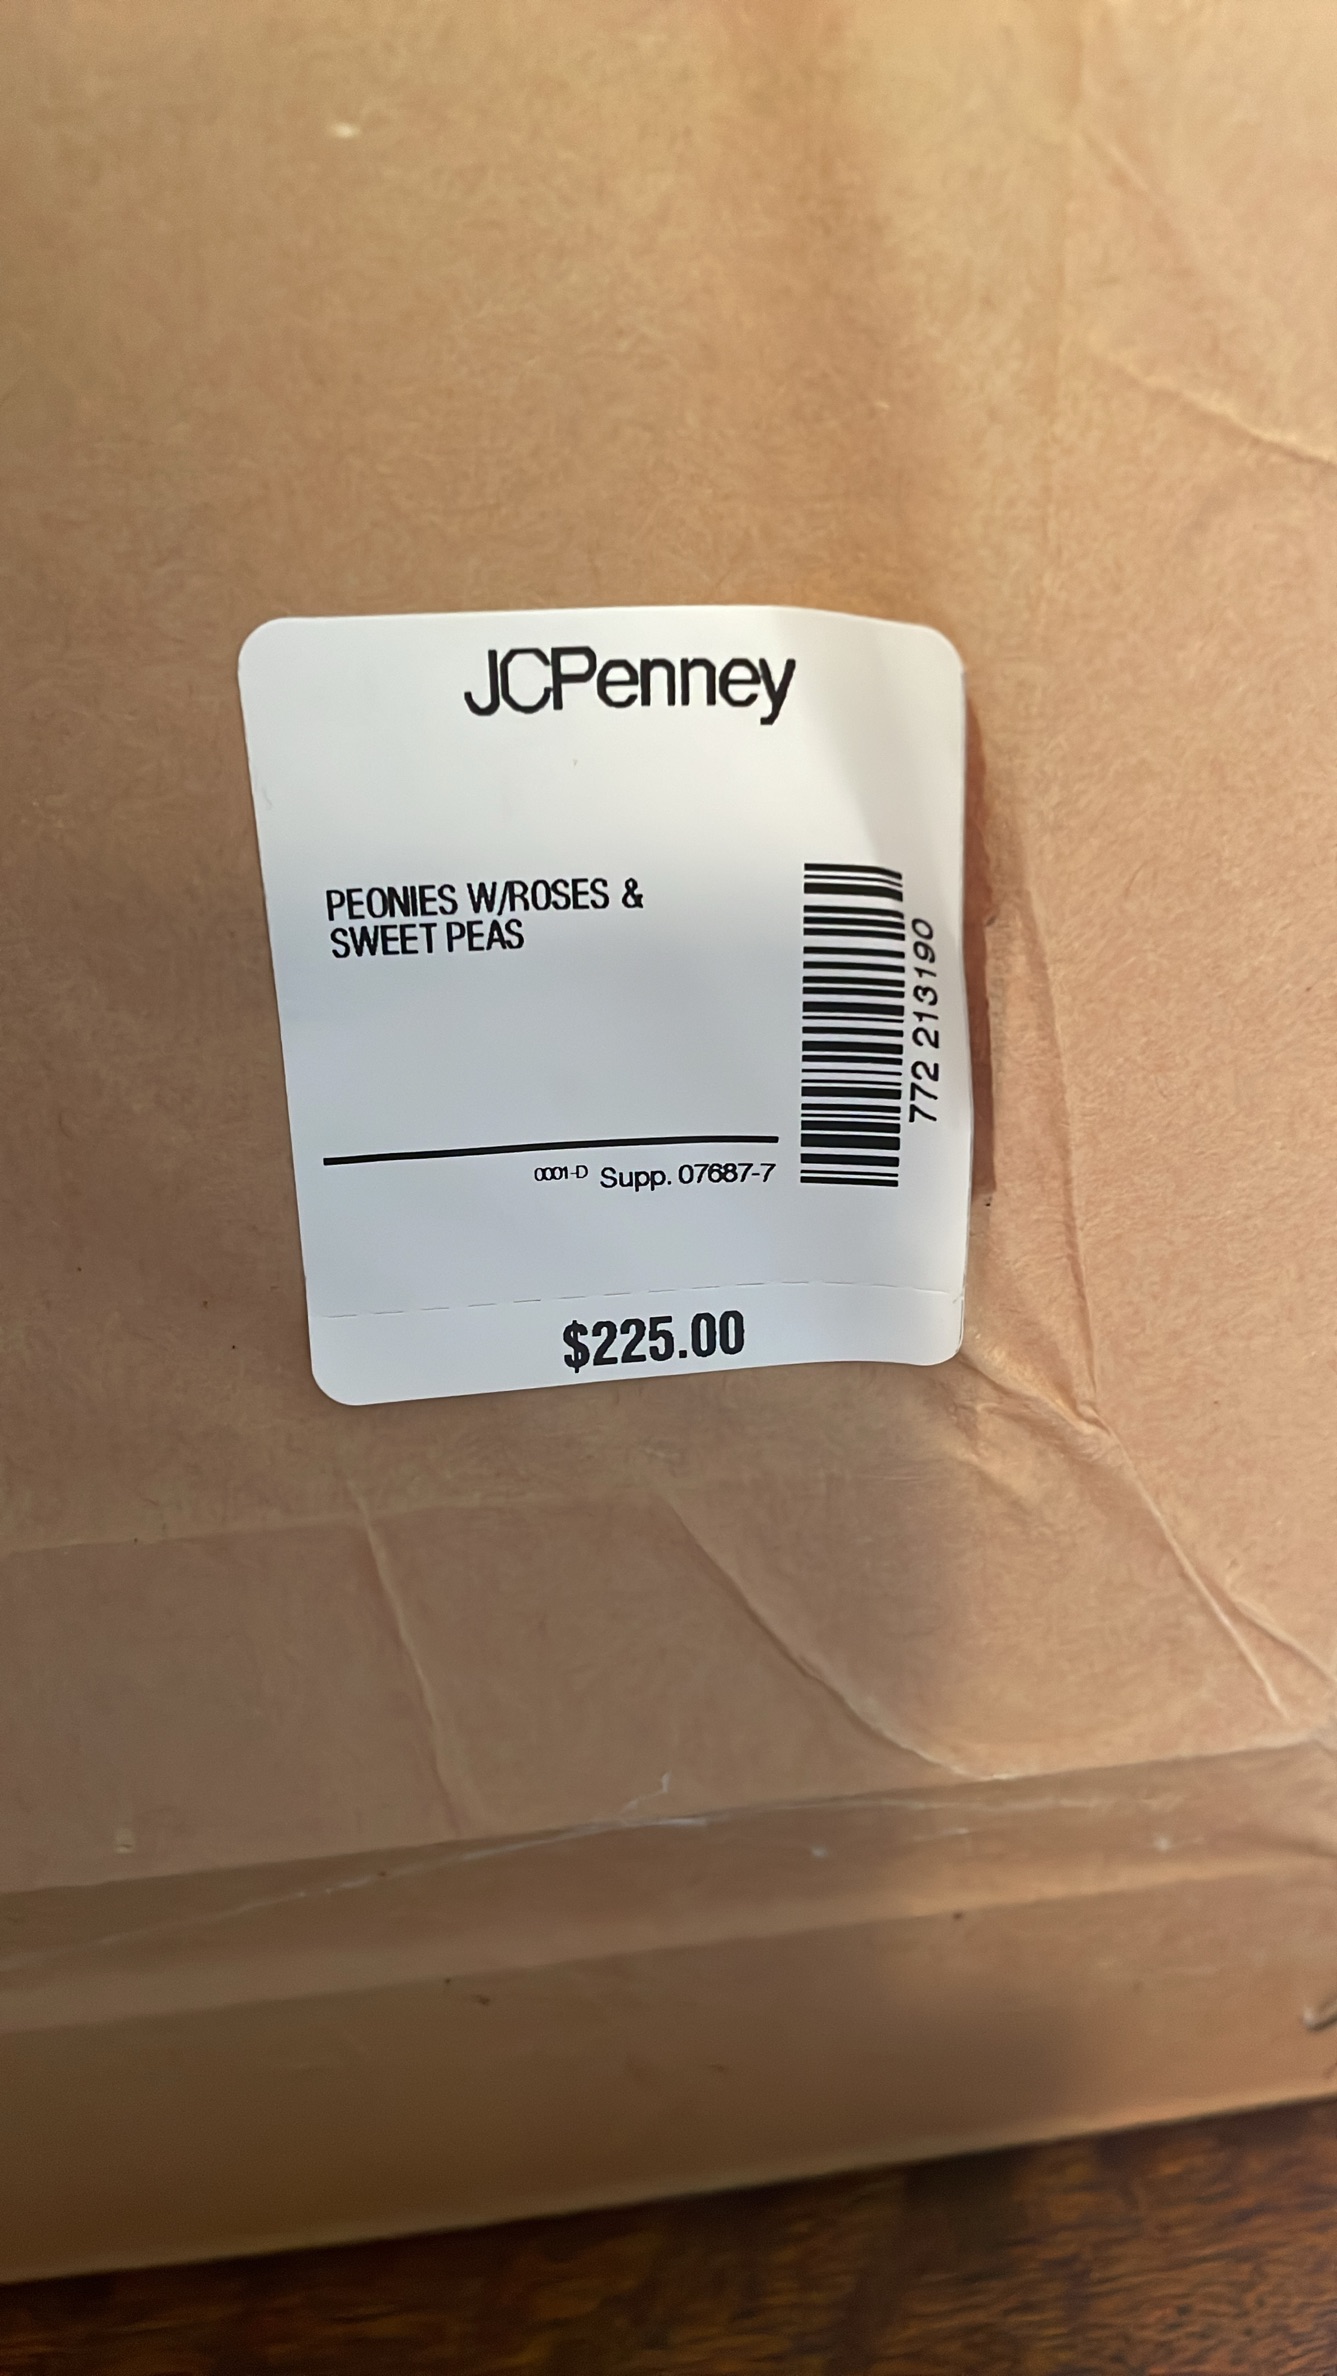 JCPenney
PEONIES W/ROSES &
SWEET PEAS
772 213190
0001-D Supp. 07687-7
$225.00